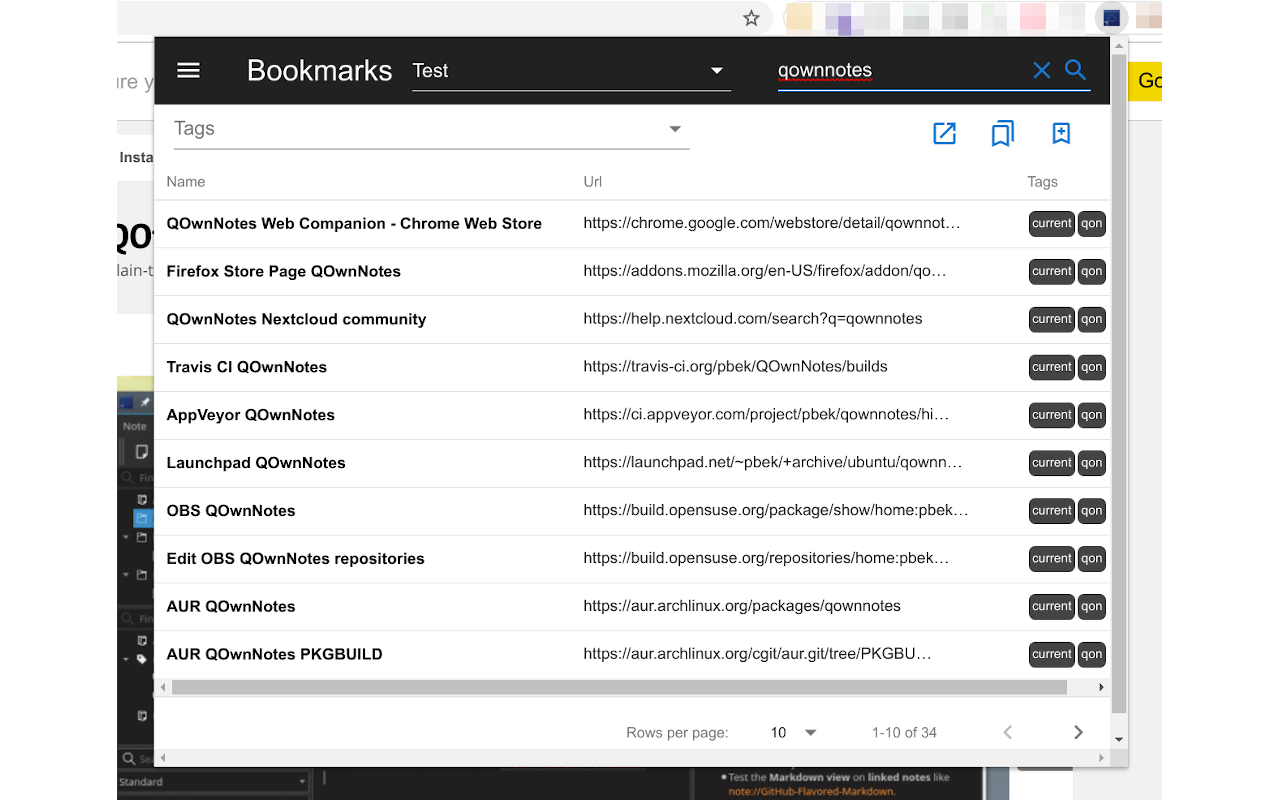 Bookmarks Test qownnotes
Go
ure y
Tags
Insta
Name Url Tags
QOwnNotes Web Companion - Chrome Web Store https://chrome.google.com/webstore/detail/qownnot… current qon
Firefox Store Page QOwnNotes https://addons.mozilla.org/en-US/firefox/addon/qo… current qon
lain-t
QOwnNotes Nextcloud community https://help.nextcloud.com/search?q=qownnotes current qon
Travis CI QOwnNotes https://travis-ci.org/pbek/QOwnNotes/builds current qon
AppVeyor QOwnNotes https://ci.appveyor.com/project/pbek/qownnotes/hi… current qon
Note
Launchpad QOwnNotes https://launchpad.net/~pbek/+archive/ubuntu/qownn… current qon
Fin
OBS QOwnNotes https://build.opensuse.org/package/show/home:pbek… current qon
Edit OBS QOwnNotes repositories https://build.opensuse.org/repositories/home:pbek… current qon
AUR QOwnNotes https://aur.archlinux.org/packages/qownnotes current qon
Fin
AUR QOwnNotes PKGBUILD https://aur.archlinux.org/cgit/aur.git/tree/PKGBU… current qon
Rows per page: 10 1-10 of 34
Se
Standard
Test the Markdown view on linked notes like
note://GitHub-Flavored-Markdown.